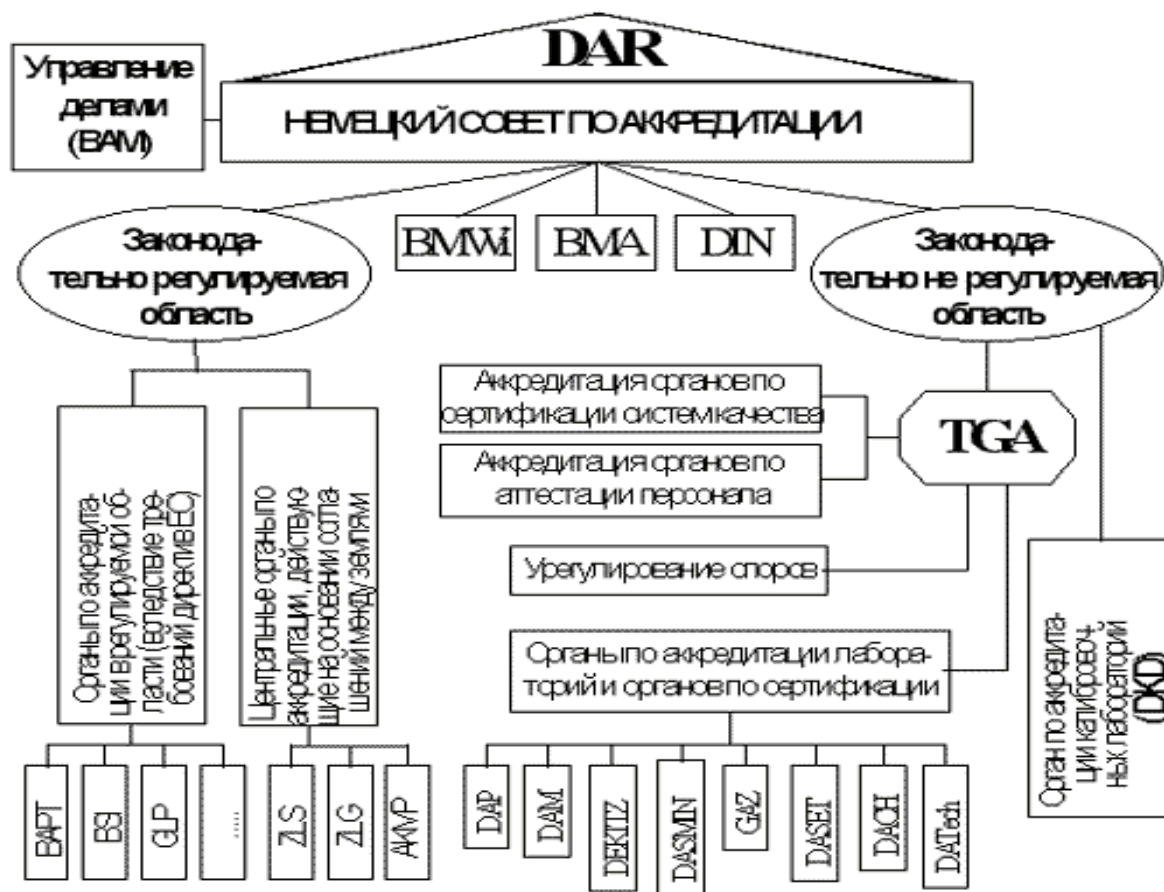 DAR
Управление
делами
(BAM)
НЕМЕЦКИЙ СОВЕТ ПО АККРЕДИТАЦИИ
Законода-
тельно регулируемая
область
BMWi
BMA
DIN
Законода-
тельно не регулируемая
область
Аккредитация органов по
сертификации систем качества
TGA
Аккредитация органов по
аттестации персонала
Урегулирование споров
Органы по аккредита-
ции в регулируемой об-
ласти (вследствие тре-
бований директив ЕС)
Центральные органы по
аккредитации, действую-
щие на основании согла-
шений между землями
Органы по аккредитации лабора-
торий и органов по сертификации
Орган по аккредита-
ции калибровоч-
ных лабораторий
(DKD)
BAPT
BSI
GLP
.....
ZLS
ZLG
AKMP
DAP
DAM
DEKITZ
DASMIN
GAZ
DASET
DACH
DATech